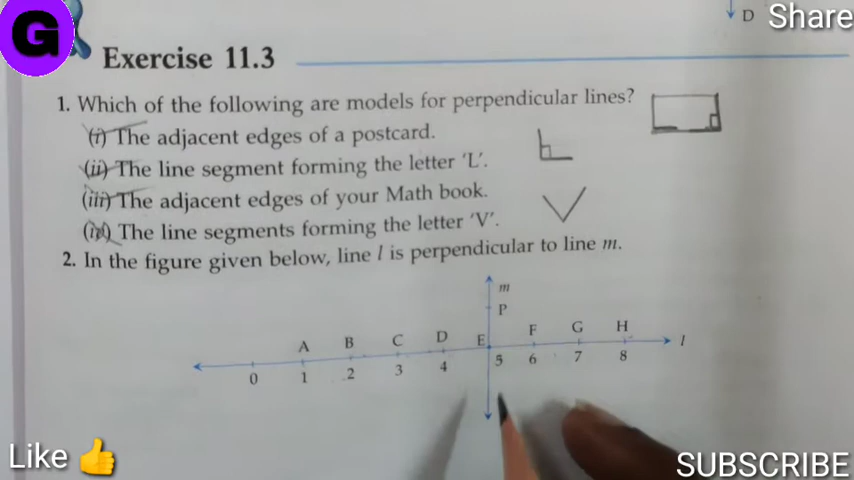 G
D Share
Exercise 11.3
1. Which of the following are models for perpendicular lines?
(i) The adjacent edges of a postcard.
(ii) The line segment forming the letter 'L'.
(iii) The adjacent edges of your Math book.
(iv) The line segments forming the letter 'V'.
2. In the figure given below, line l is perpendicular to line m.
m
P
A B C D E F G H l
0 1 2 3 4 5 6 7 8
Like
SUBSCRIBE